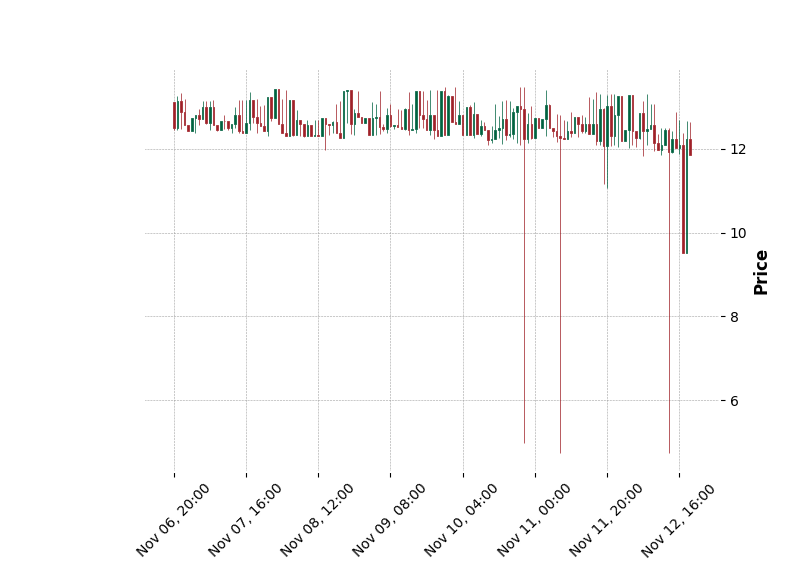 12
10
8
6
Price
Nov 06, 20:00
Nov 07, 16:00
Nov 08, 12:00
Nov 09, 08:00
Nov 10, 04:00
Nov 11, 00:00
Nov 11, 20:00
Nov 12, 16:00